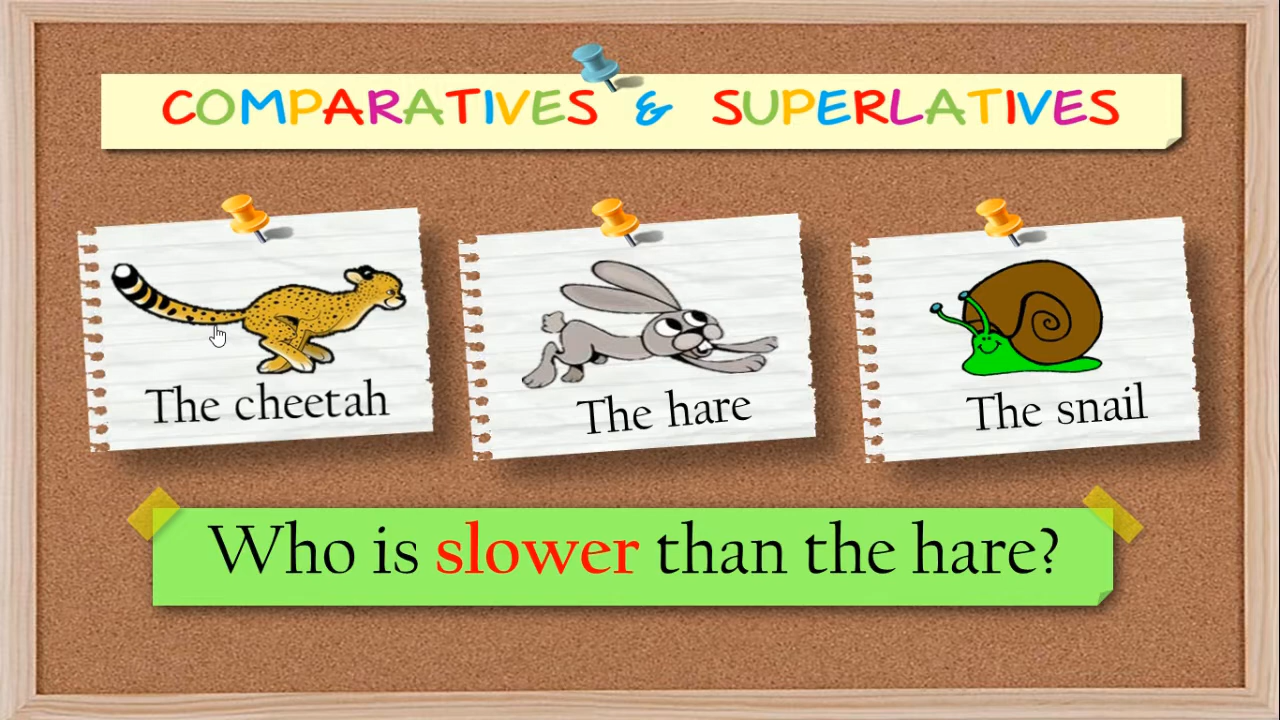 COMPARATIVES & SUPERLATIVES
The cheetah
The hare
The snail
Who is slower than the hare?